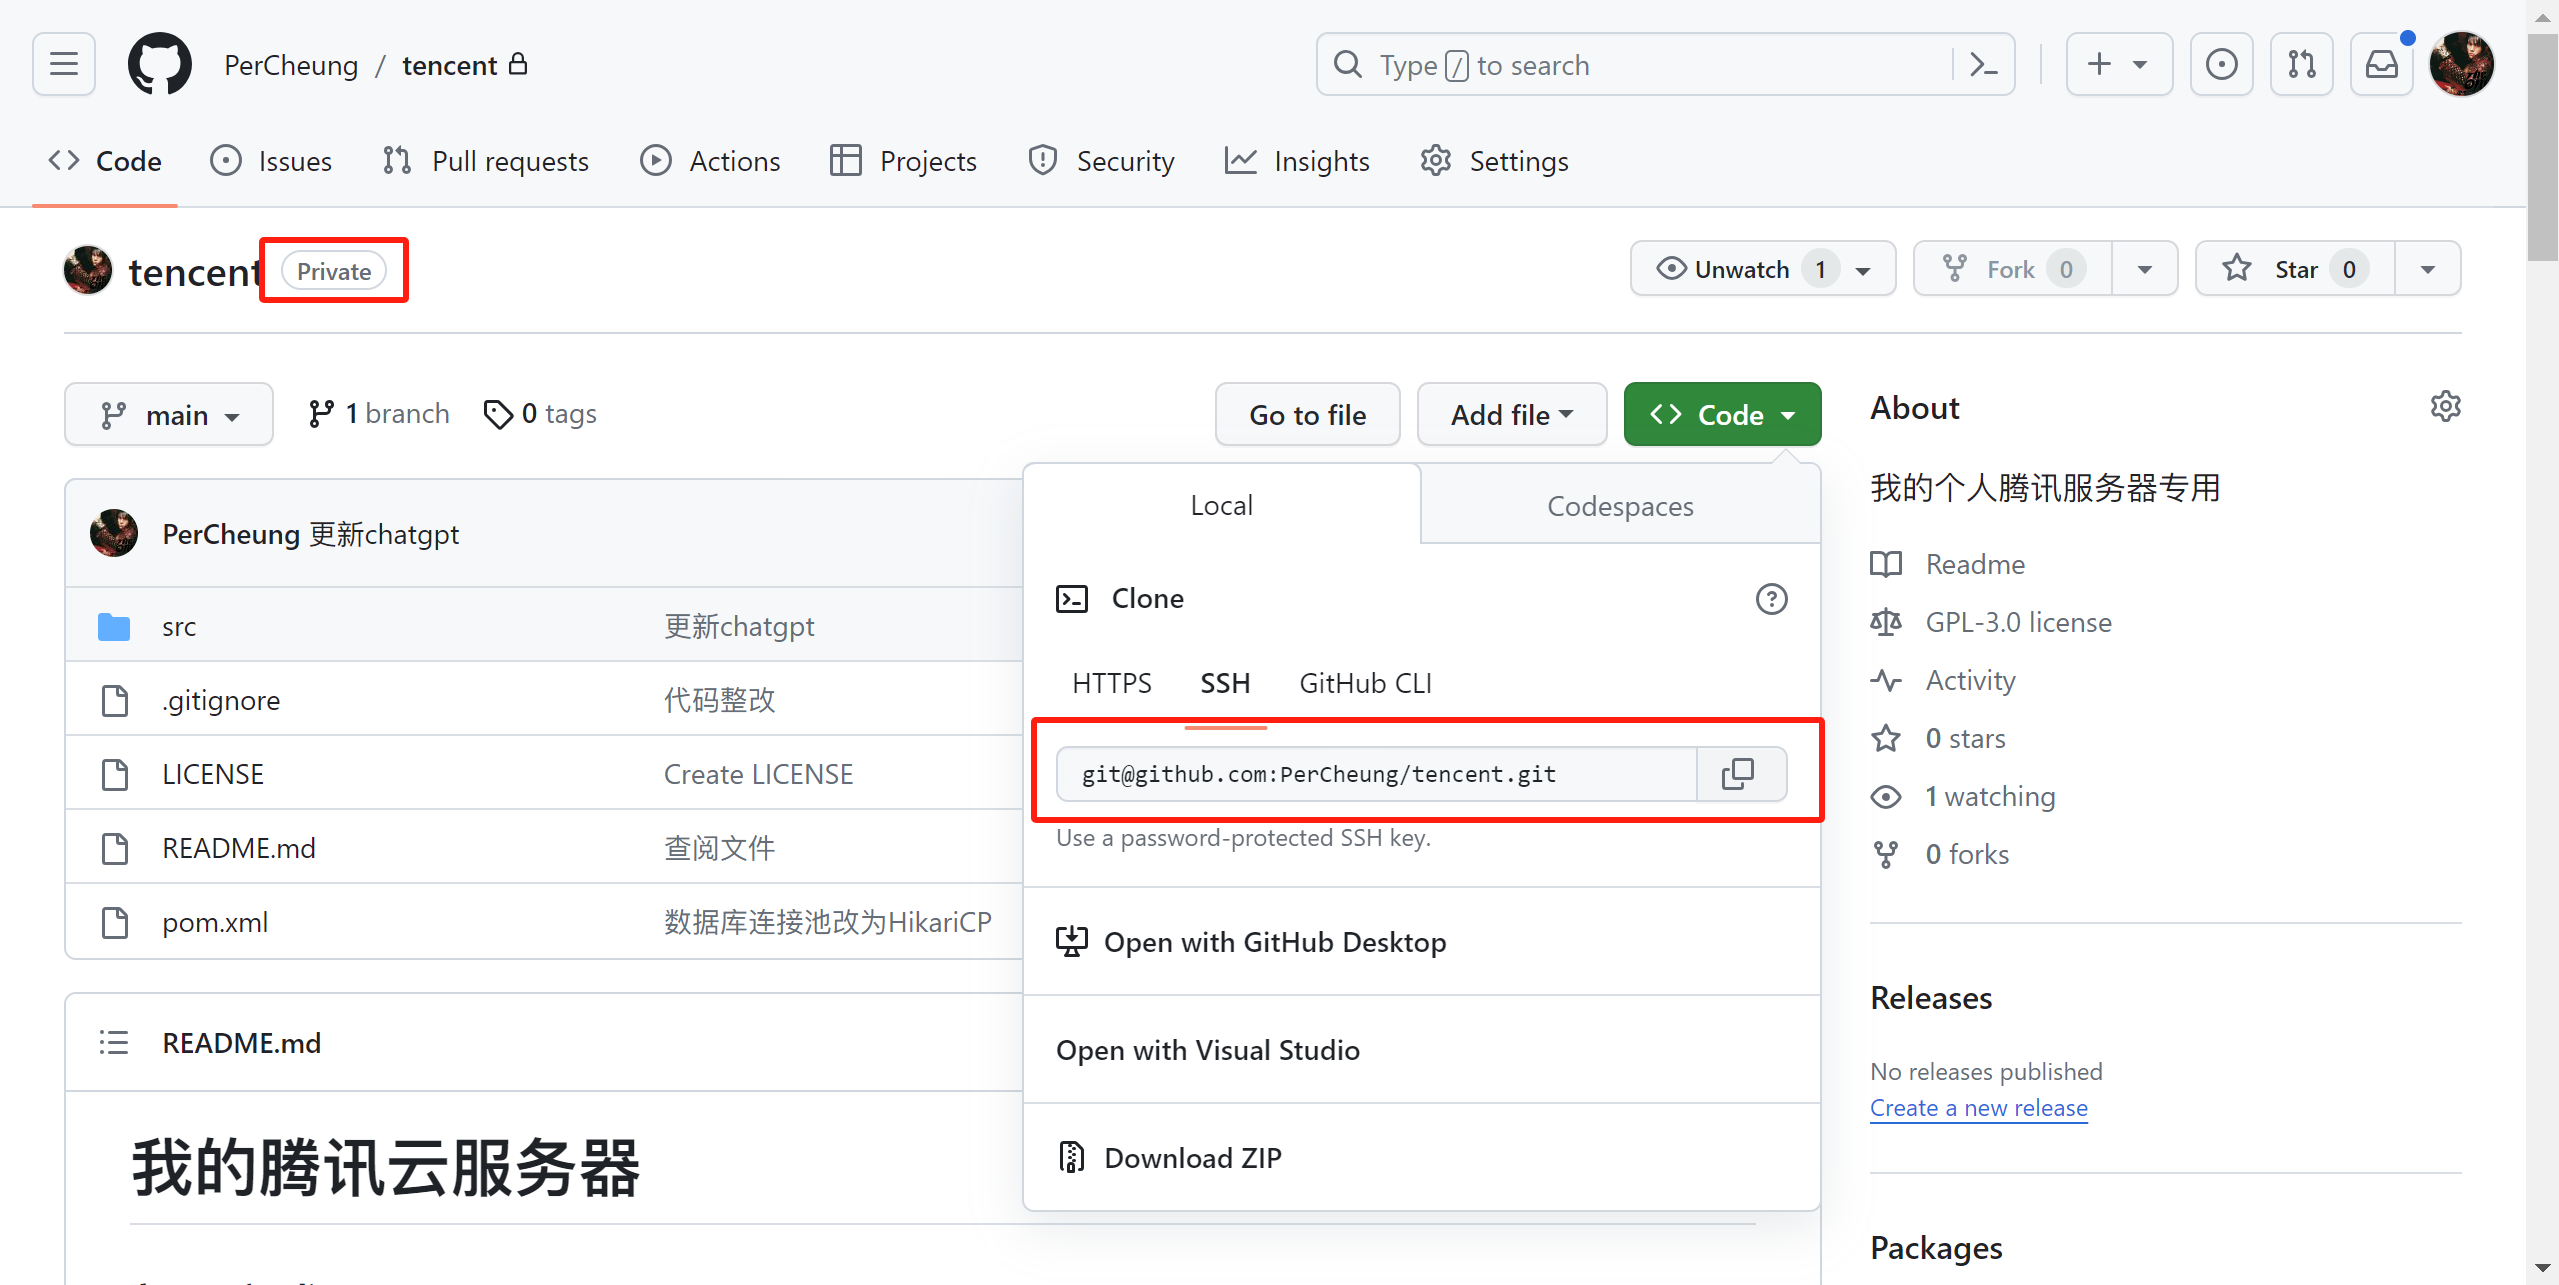 PerCheung / tencent
Type / to search
Code Issues Pull requests Actions Projects Security Insights Settings
tencent Private
Unwatch 1 Fork 0 Star 0
main 1 branch 0 tags Go to file Add file Code
PerCheung 更新chatgpt
src 更新chatgpt
.gitignore 代码整改
LICENSE Create LICENSE
README.md 查阅文件
pom.xml 数据库连接池改为HikariCP
README.md
我的腾讯云服务器
Local Codespaces
Clone
HTTPS SSH GitHub CLI
git@github.com:PerCheung/tencent.git
Use a password-protected SSH key.
Open with GitHub Desktop
Open with Visual Studio
Download ZIP
About
我的个人腾讯服务器专用
Readme
GPL-3.0 license
Activity
0 stars
1 watching
0 forks
Releases
No releases published
Create a new release
Packages